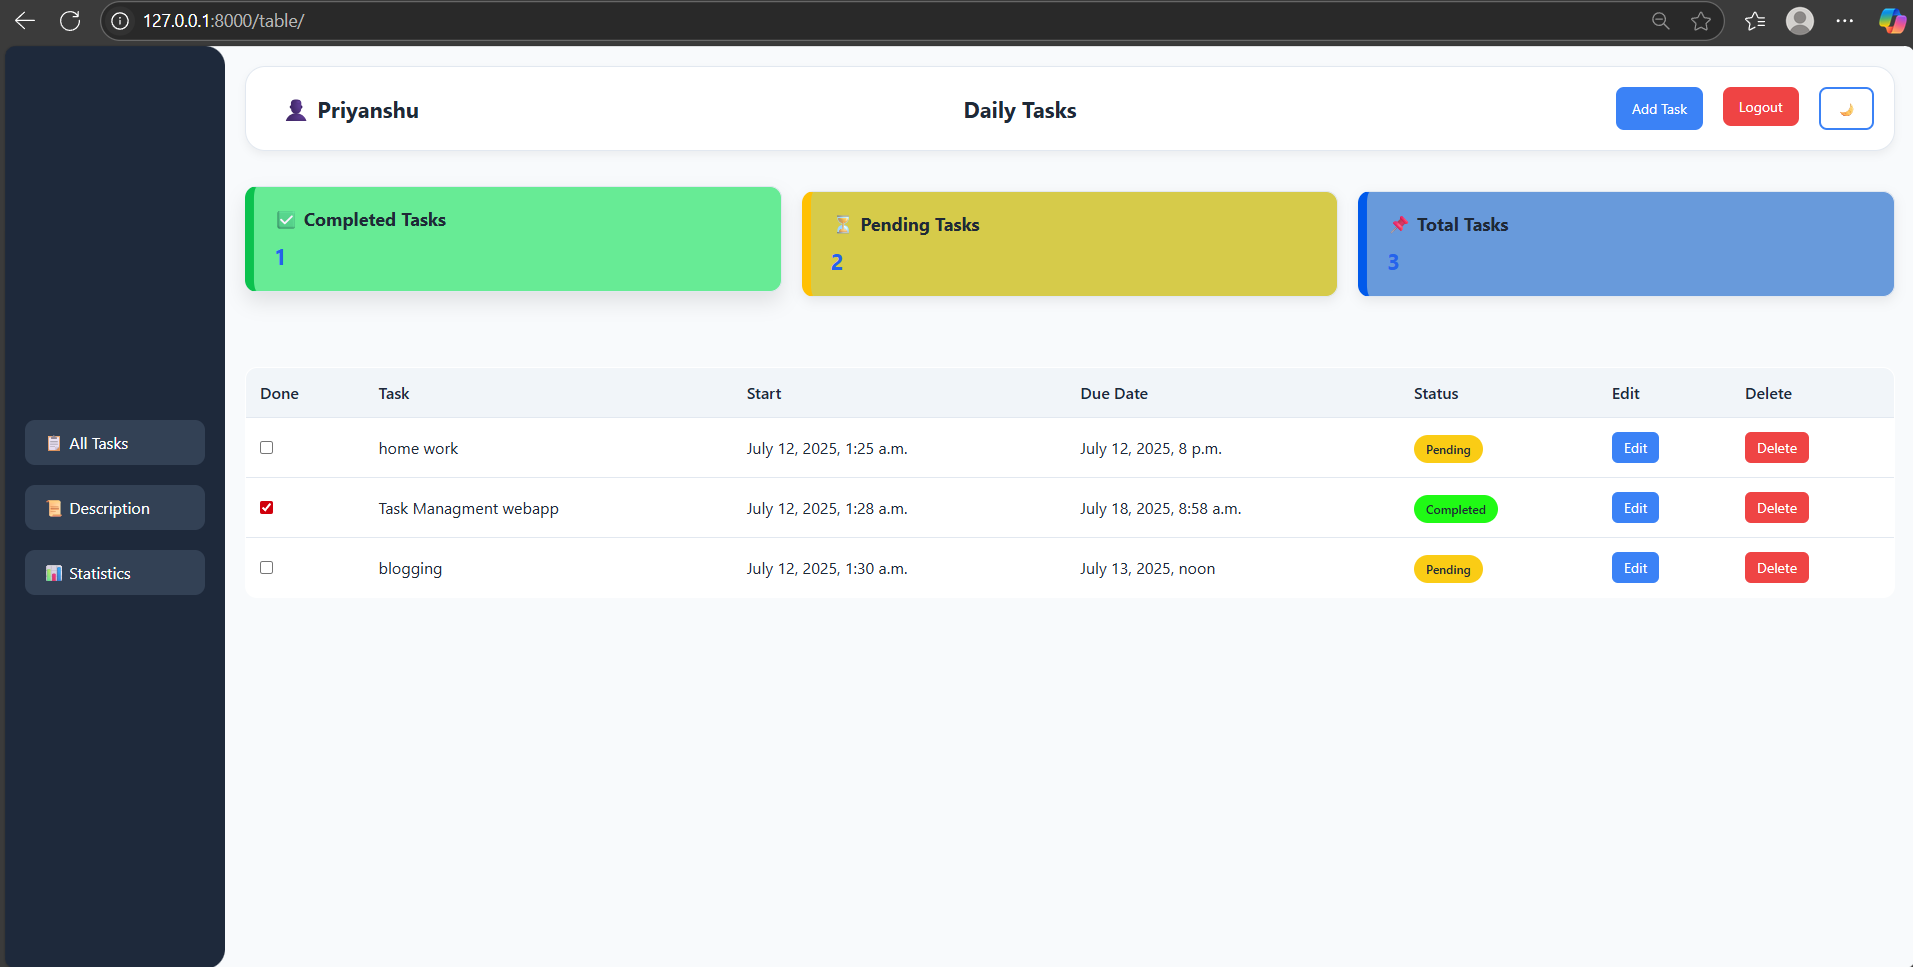 127.0.0.1:8000/table/
Priyanshu Daily Tasks Add Task Logout
Completed Tasks Pending Tasks Total Tasks
1 2 3
Done Task Start Due Date Status Edit Delete
All Tasks
home work July 12, 2025, 1:25 a.m. July 12, 2025, 8 p.m. Pending Edit Delete
Description
Task Managment webapp July 12, 2025, 1:28 a.m. July 18, 2025, 8:58 a.m. Completed Edit Delete
Statistics
blogging July 12, 2025, 1:30 a.m. July 13, 2025, noon Pending Edit Delete